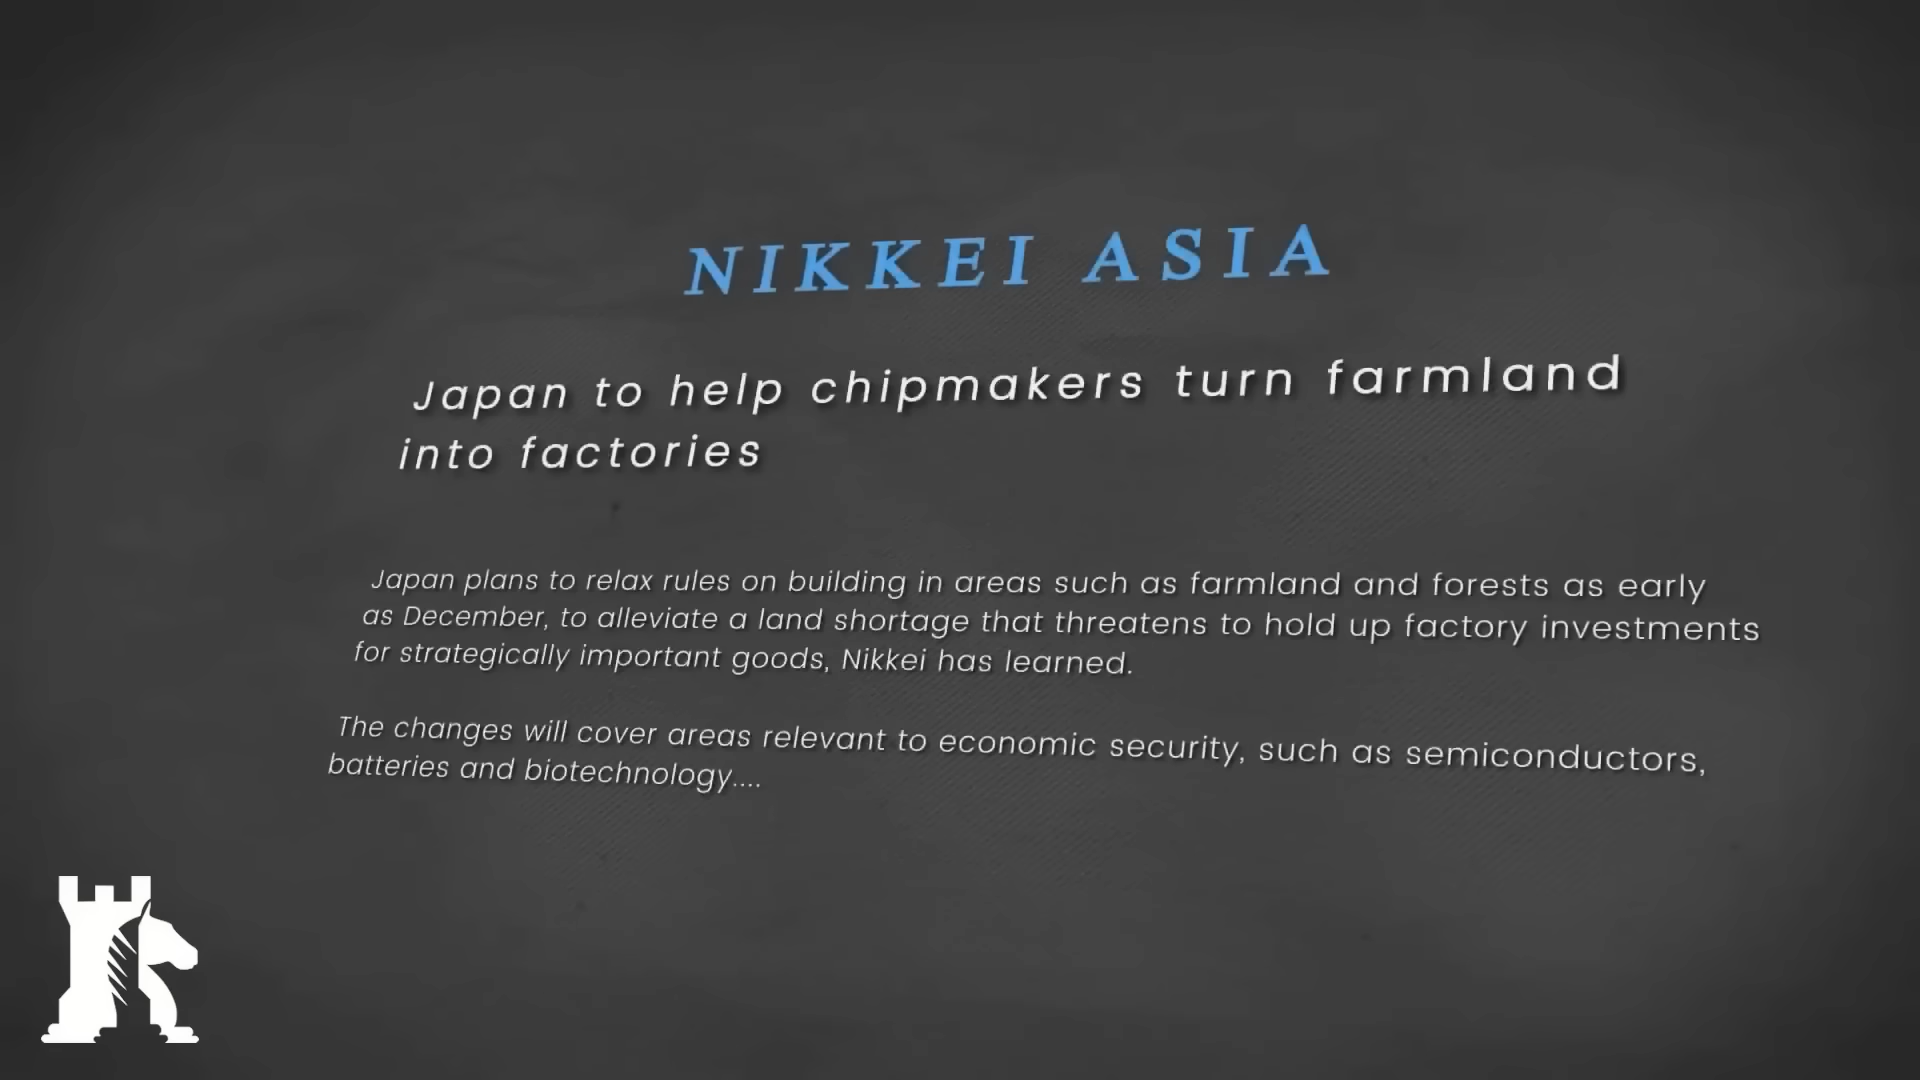 NIKKEI ASIA
Japan to help chipmakers turn farmland
into factories
Japan plans to relax rules on building in areas such as farmland and forests as early
as December, to alleviate a land shortage that threatens to hold up factory investments
for strategically important goods, Nikkei has learned.
The changes will cover areas relevant to economic security, such as semiconductors,
batteries and biotechnology....